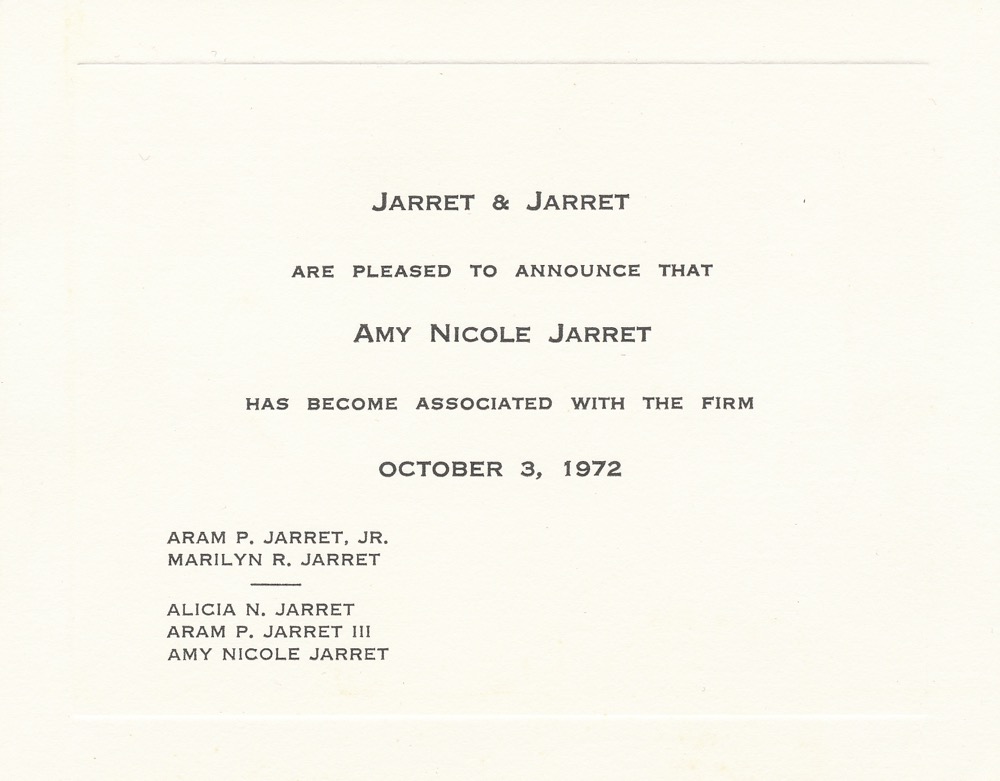 Jarret & Jarret
ARE PLEASED TO ANNOUNCE THAT
Amy Nicole Jarret
HAS BECOME ASSOCIATED WITH THE FIRM
OCTOBER 3, 1972
ARAM P. JARRET, JR.
MARILYN R. JARRET
ALICIA N. JARRET
ARAM P. JARRET III
AMY NICOLE JARRET